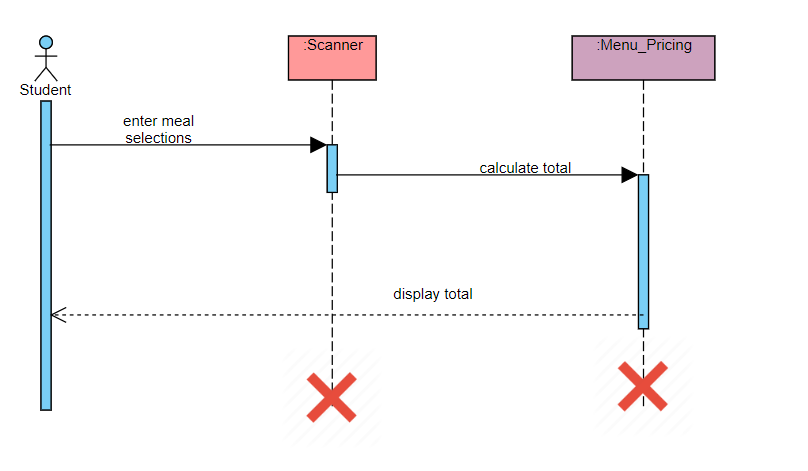 :Scanner
:Menu_Pricing
Student
enter meal
selections
calculate total
display total